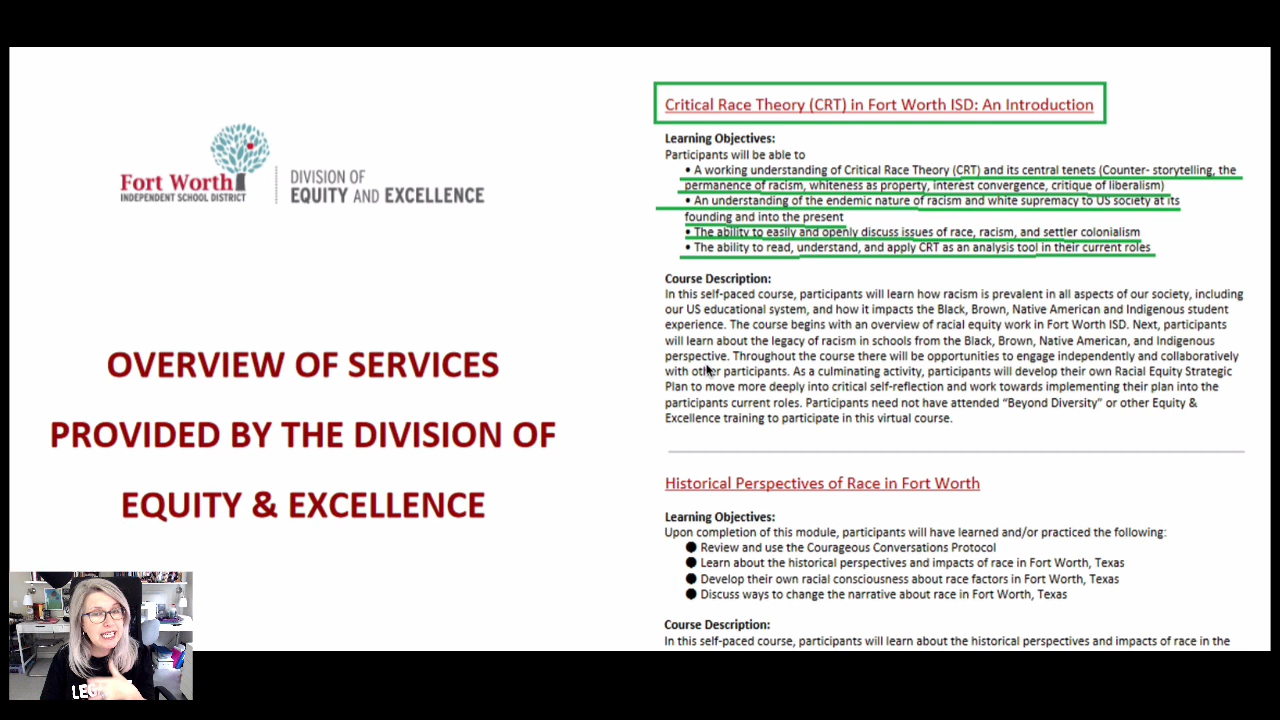 Fort Worth
INDEPENDENT SCHOOL DISTRICT
DIVISION OF
EQUITY AND EXCELLENCE
OVERVIEW OF SERVICES
PROVIDED BY THE DIVISION OF
EQUITY & EXCELLENCE
Critical Race Theory (CRT) in Fort Worth ISD: An Introduction
Learning Objectives:
Participants will be able to
• A working understanding of Critical Race Theory (CRT) and its central tenets (Counter- storytelling, the
permanence of racism, whiteness as property, interest convergence, critique of liberalism)
• An understanding of the endemic nature of racism and white supremacy to US society at its
founding and into the present
• The ability to easily and openly discuss issues of race, racism, and settler colonialism
• The ability to read, understand, and apply CRT as an analysis tool in their current roles
Course Description:
In this self-paced course, participants will learn how racism is prevalent in all aspects of our society, including
our US educational system, and how it impacts the Black, Brown, Native American and Indigenous student
experience. The course begins with an overview of racial equity work in Fort Worth ISD. Next, participants
will learn about the legacy of racism in schools from the Black, Brown, Native American, and Indigenous
perspective. Throughout the course there will be opportunities to engage independently and collaboratively
with other participants. As a culminating activity, participants will develop their own Racial Equity Strategic
Plan to move more deeply into critical self-reflection and work towards implementing their plan into the
participants current roles. Participants need not have attended “Beyond Diversity” or other Equity &
Excellence training to participate in this virtual course.
Historical Perspectives of Race in Fort Worth
Learning Objectives:
Upon completion of this module, participants will have learned and/or practiced the following:
● Review and use the Courageous Conversations Protocol
● Learn about the historical perspectives and impacts of race in Fort Worth, Texas
● Develop their own racial consciousness about race factors in Fort Worth, Texas
● Discuss ways to change the narrative about race in Fort Worth, Texas
Course Description:
In this self-paced course, participants will learn about the historical perspectives and impacts of race in the